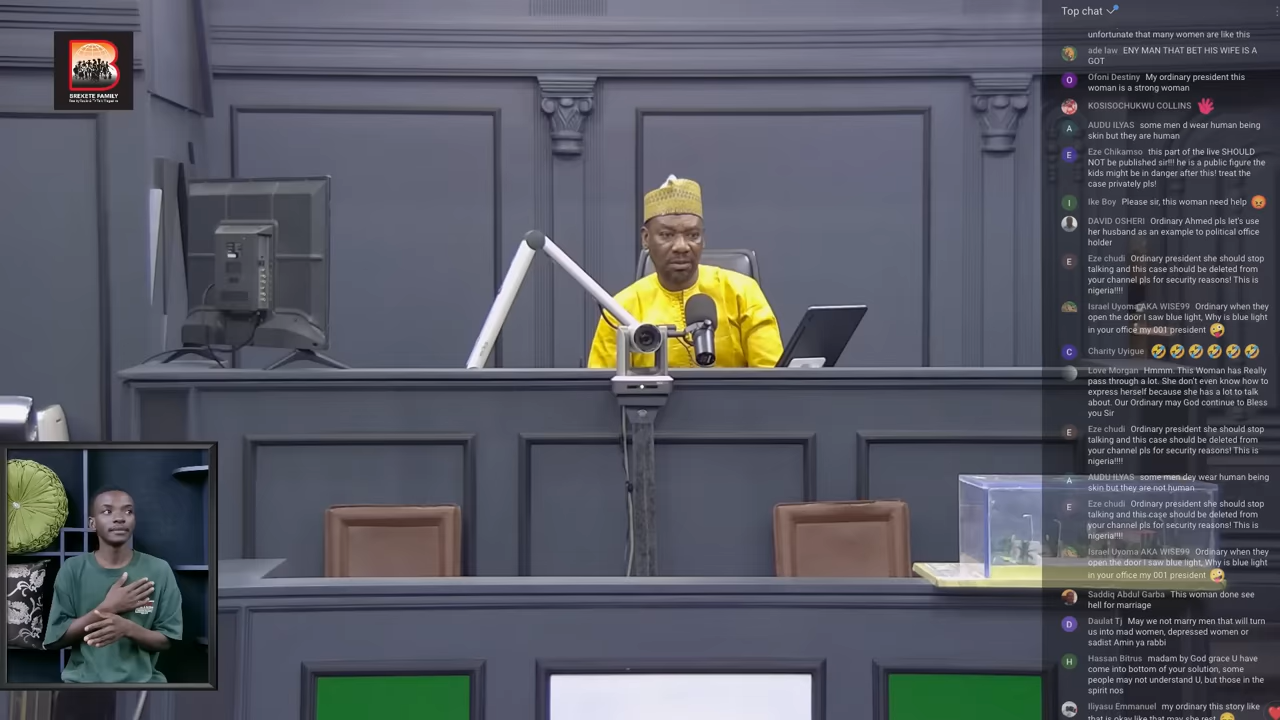 BREKETE FAMILY
Top chat
unfortunate that many women are like this
ade law ENY MAN THAT BET HIS WIFE IS A
GOT
Ofoni Destiny My ordinary president this
woman is a strong woman
KOSISOCHUKWU COLLINS
AUDU ILYAS some men d wear human being
skin but they are human
Eze Chikamso this part of the live SHOULD
NOT be published sir!!! he is a public figure the
kids might be in danger after this! treat the
case privately pls!
Ike Boy Please sir, this woman need help
DAVID OSHERI Ordinary Ahmed pls let's use
her husband as an example to political office
holder
Eze chudi Ordinary president she should stop
talking and this case should be deleted from
your channel pls for security reasons! This is
nigeria!!!!
Israel Uyoma AKA WISE99 Ordinary when they
open the door I saw blue light, Why is blue light
in your office my 001 president
Charity Uyigue
Love Morgan Hmmm. This Woman has Really
pass through a lot. She don't even know how to
express herself because she has a lot to talk
about. Our Ordinary may God continue to Bless
you Sir
Eze chudi Ordinary president she should stop
talking and this case should be deleted from
your channel pls for security reasons! This is
nigeria!!!!
AUDU ILYAS some men dey wear human being
skin but they are not human
Eze chudi Ordinary president she should stop
talking and this case should be deleted from
your channel pls for security reasons! This is
nigeria!!!!
Israel Uyoma AKA WISE99 Ordinary when they
open the door I saw blue light, Why is blue light
in your office my 001 president
Saddiq Abdul Garba This woman done see
hell for marriage
Daulat Tj May we not marry men that will turn
us into mad women, depressed women or
sadist Amin ya rabbi
Hassan Bitrus madam by God grace U have
come into bottom of your solution, some
people may not understand U, but those in the
spirit nos
Iliyasu Emmanuel my ordinary this story like
that is okay like that may she rest